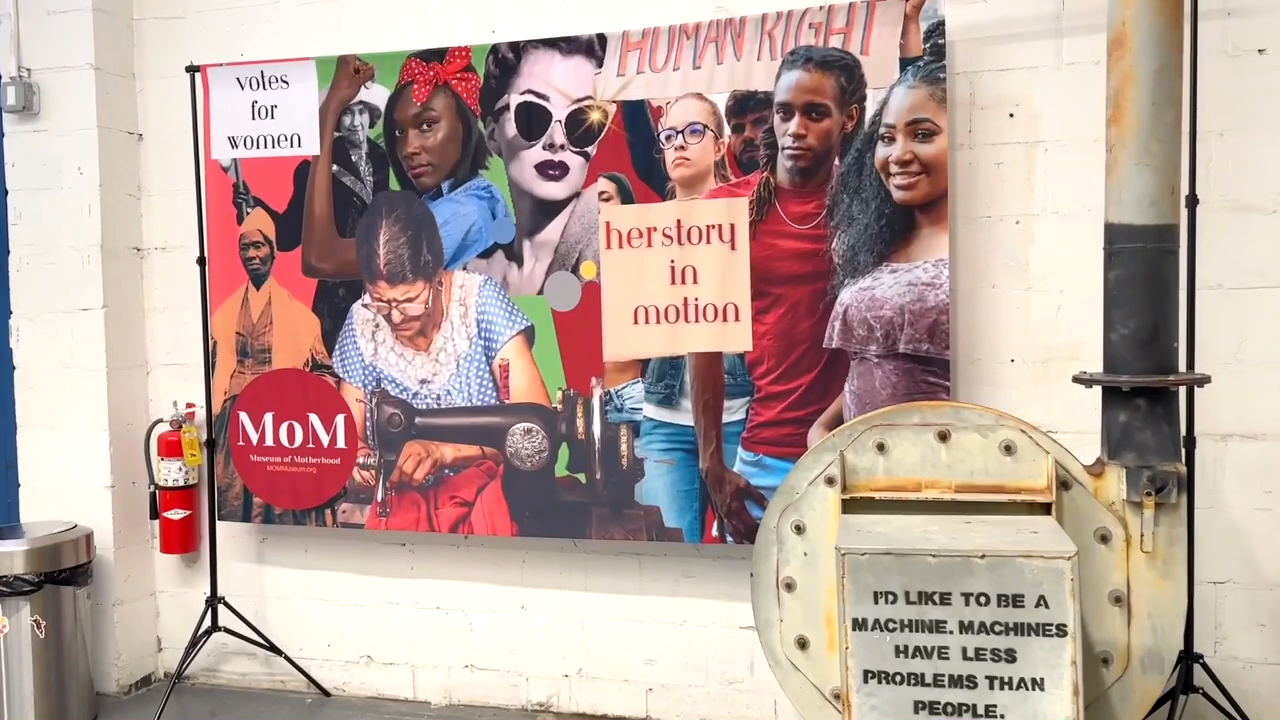 votes
for
women
HUMAN RIGHT
herstory
in
motion
MoM
Museum of Motherhood
MOMMuseum.org
I'D LIKE TO BE A
MACHINE. MACHINES
HAVE LESS
PROBLEMS THAN
PEOPLE.